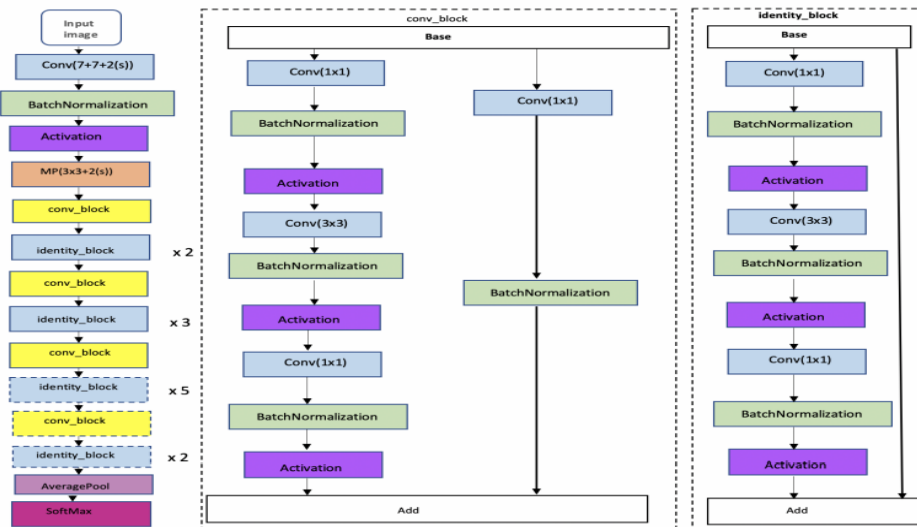 Input
image
Conv(7+7+2(s))
BatchNormalization
Activation
MP(3x3+2(s))
conv_block
identity_block
x 2
conv_block
identity_block
x 3
conv_block
identity_block
x 5
conv_block
identity_block
x 2
AveragePool
SoftMax
conv_block
Base
Conv(1x1)
BatchNormalization
Activation
Conv(3x3)
BatchNormalization
Activation
Conv(1x1)
BatchNormalization
Activation
Conv(1x1)
BatchNormalization
Add
identity_block
Base
Conv(1x1)
BatchNormalization
Activation
Conv(3x3)
BatchNormalization
Activation
Conv(1x1)
BatchNormalization
Activation
Add